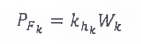 P_{F_k} = k_{h_k} W_k